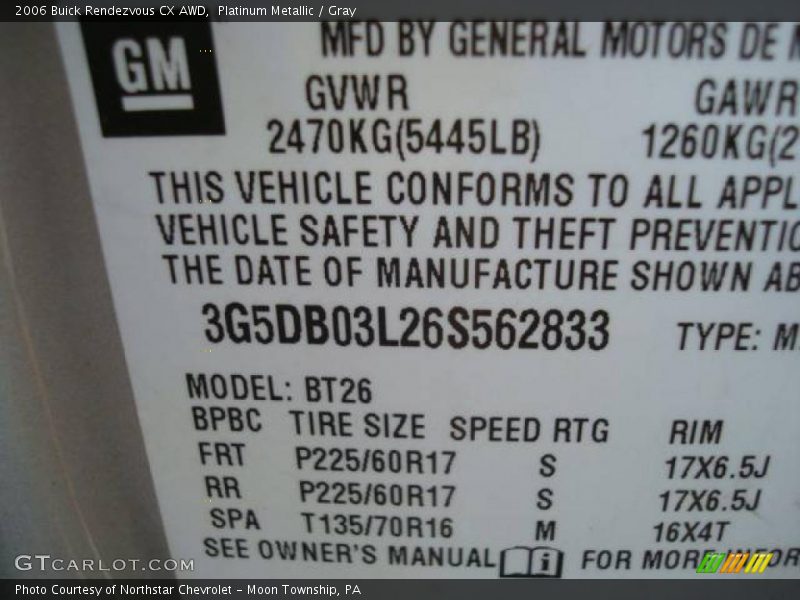 2006 Buick Rendezvous CX AWD,  Platinum Metallic / Gray
GM
MFD BY GENERAL MOTORS DE
GVWR GAWR
2470KG(5445LB) 1260KG(2
THIS VEHICLE CONFORMS TO ALL APPL
VEHICLE SAFETY AND THEFT PREVENTIO
THE DATE OF MANUFACTURE SHOWN AB
3G5DB03L26S562833 TYPE: M
MODEL: BT26
BPBC TIRE SIZE SPEED RTG RIM
FRT P225/60R17 S 17X6.5J
RR P225/60R17 S 17X6.5J
SPA T135/70R16 M 16X4T
SEE OWNER'S MANUAL i FOR MORE INFOR
GTCARLOT.COM
Photo Courtesy of Northstar Chevrolet - Moon Township, PA